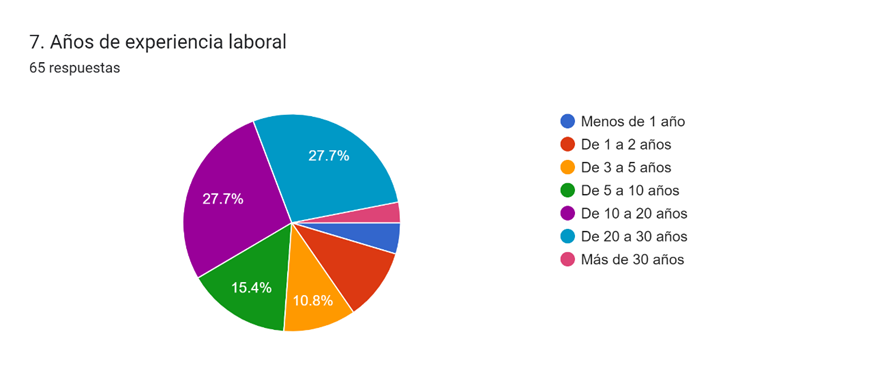 7. Años de experiencia laboral
65 respuestas
27.7%
27.7%
15.4%
10.8%
Menos de 1 año
De 1 a 2 años
De 3 a 5 años
De 5 a 10 años
De 10 a 20 años
De 20 a 30 años
Más de 30 años